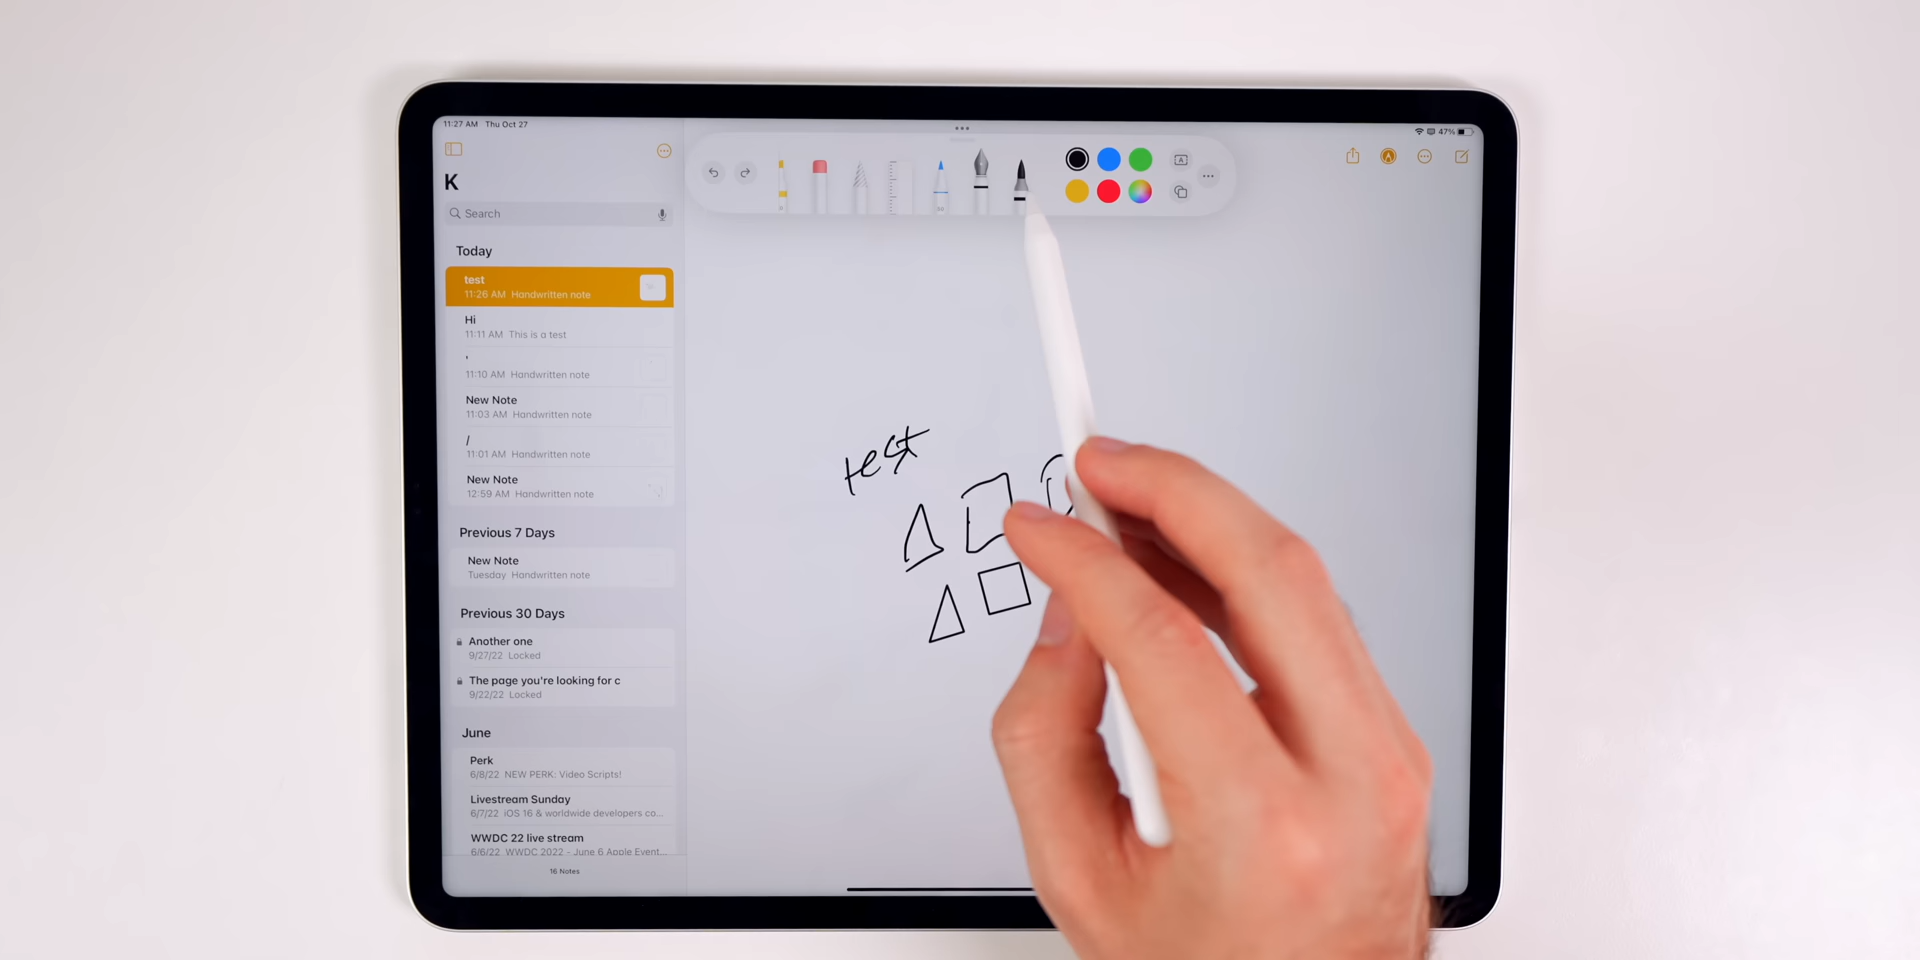 11:27 AM Thu Oct 27
47%
K
Search
Today
test
11:26 AM Handwritten note
Hi
11:11 AM This is a test
'
11:10 AM Handwritten note
New Note
11:03 AM Handwritten note
/
11:01 AM Handwritten note
New Note
12:59 AM Handwritten note
Previous 7 Days
New Note
Tuesday Handwritten note
Previous 30 Days
Another one
9/27/22 Locked
The page you're looking for c
9/22/22 Locked
June
Perk
6/8/22 NEW PERK: Video Scripts!
Livestream Sunday
6/7/22 iOS 16 & worldwide developers co...
WWDC 22 live stream
6/6/22 WWDC 2022 - June 6 Apple Event...
16 Notes
A
test